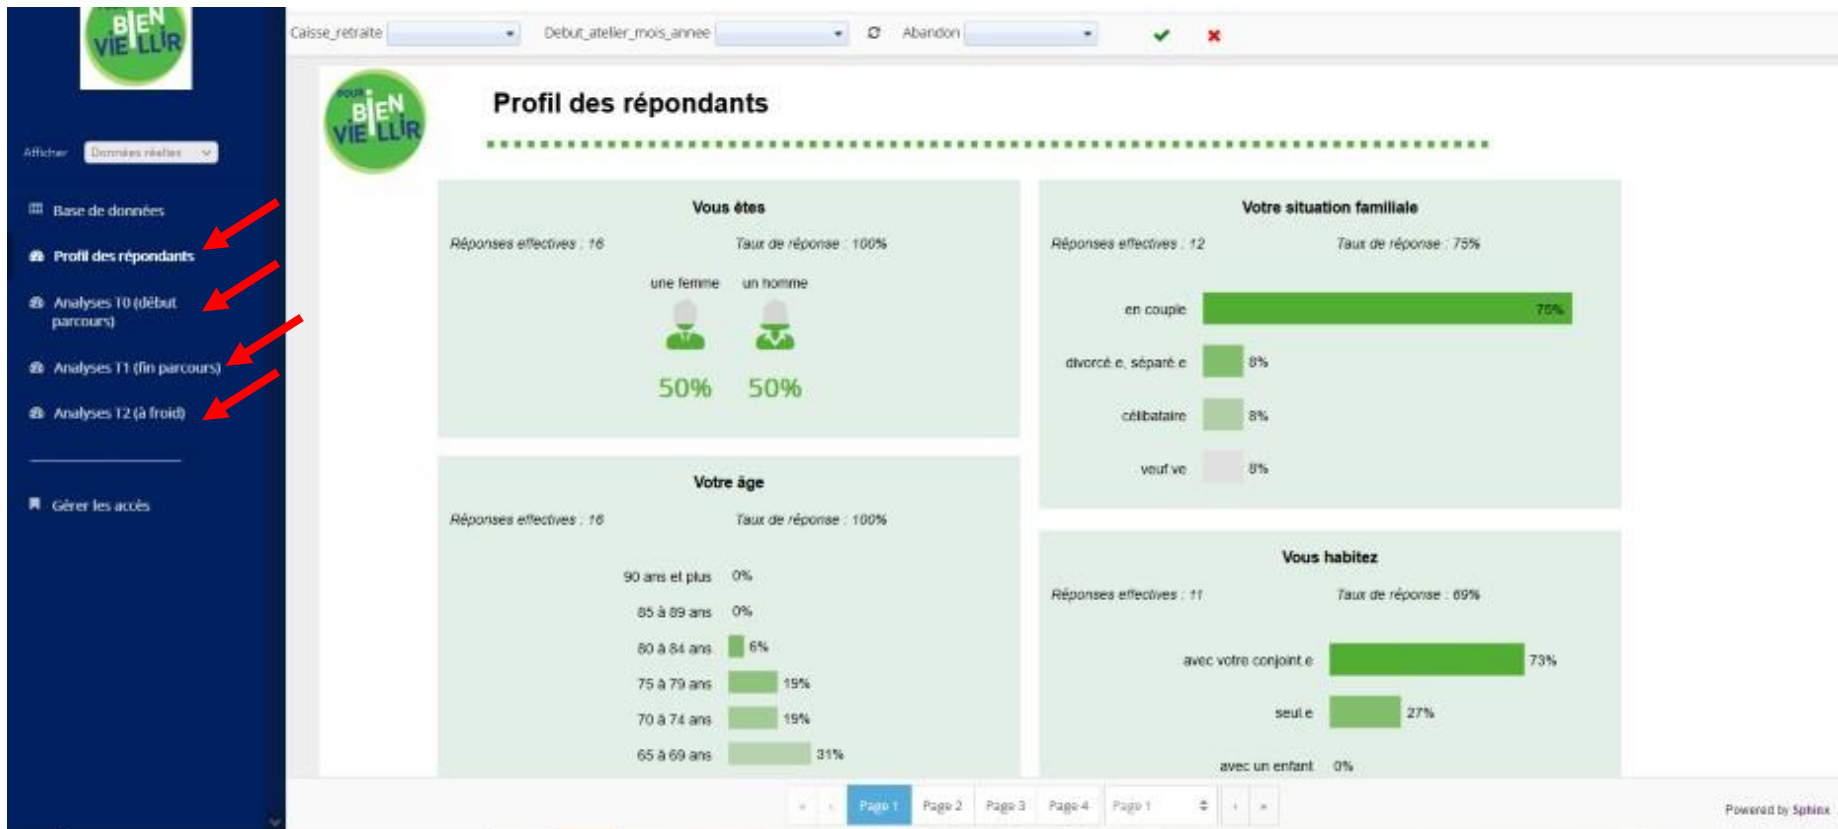 BIEN
VIEILLIR
Afficher Données réelles
Base de données
Profil des répondants
Analyses T0 (début
parcours)
Analyses T1 (fin parcours)
Analyses T2 (à froid)
Gérer les accès
Caisse_retraite Debut_atelier_mois_annee Abandon
POUR
BIEN
VIEILLIR
Profil des répondants
Vous êtes
Réponses effectives : 16 Taux de réponse : 100%
une femme un homme
50% 50%
Votre situation familiale
Réponses effectives : 12 Taux de réponse : 75%
en couple 75%
divorcé.e, séparé.e 8%
célibataire 8%
veuf.ve 8%
Votre âge
Réponses effectives : 16 Taux de réponse : 100%
90 ans et plus 0%
85 à 89 ans 0%
80 à 84 ans 6%
75 à 79 ans 19%
70 à 74 ans 19%
65 à 69 ans 31%
Vous habitez
Réponses effectives : 11 Taux de réponse : 69%
avec votre conjoint.e 73%
seul.e 27%
avec un enfant 0%
« ‹ Page 1 Page 2 Page 3 Page 4 Page 1 › »
Powered by Sphinx